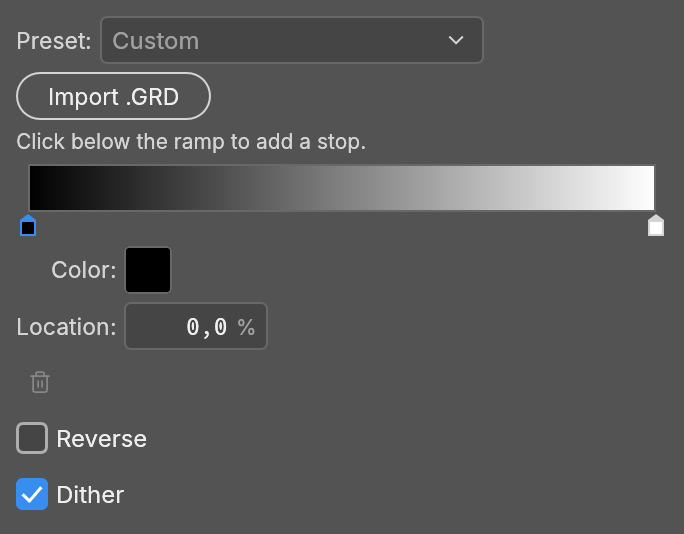 Preset: Custom
Import .GRD
Click below the ramp to add a stop.
Color:
Location: 0,0 %
Reverse
Dither